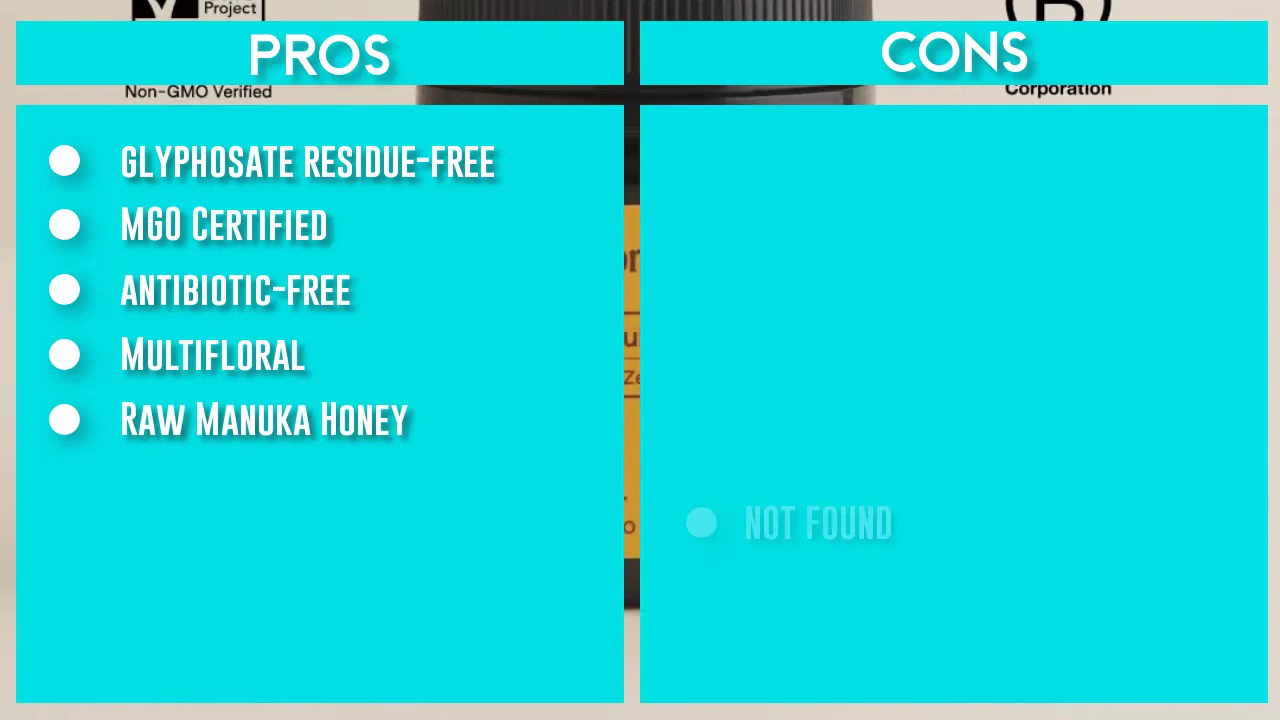 Project
PROS
CONS
Non-GMO Verified
Corporation
GLYPHOSATE RESIDUE-FREE
MGO CERTIFIED
ANTIBIOTIC-FREE
MULTIFLORAL
RAW MANUKA HONEY
NOT FOUND